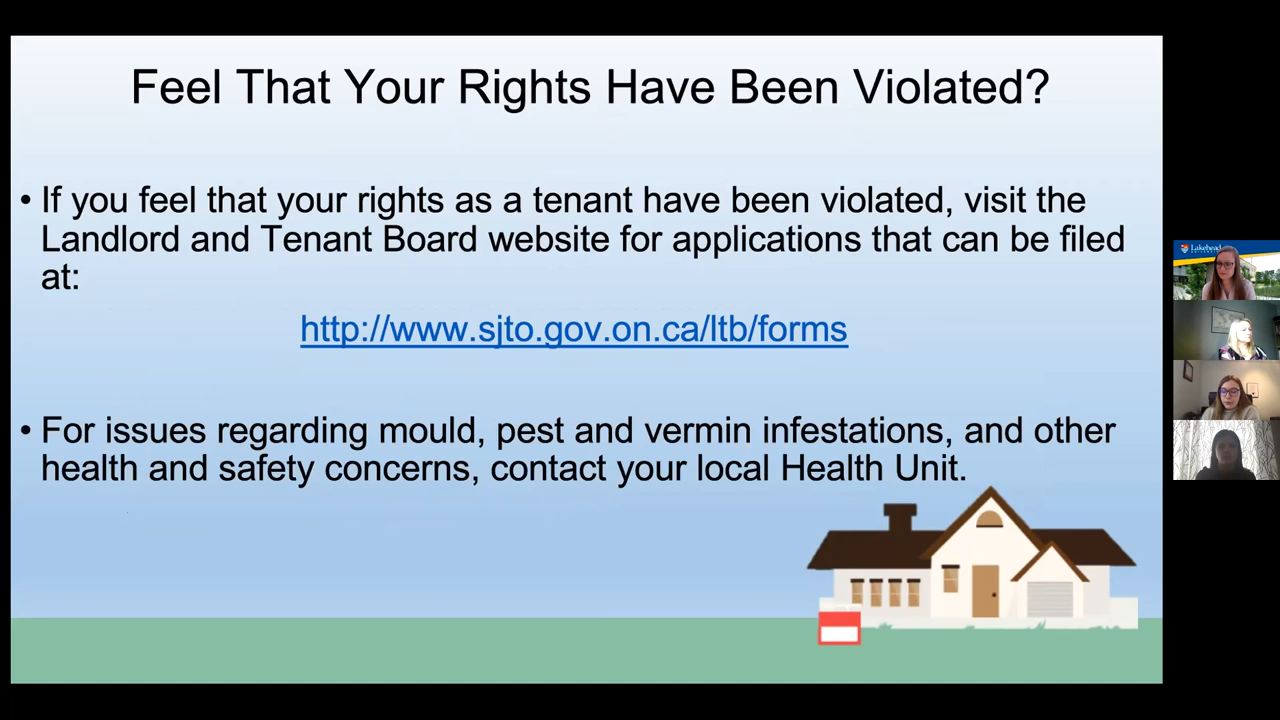 Feel That Your Rights Have Been Violated?
• If you feel that your rights as a tenant have been violated, visit the
Landlord and Tenant Board website for applications that can be filed
at:
http://www.sjto.gov.on.ca/ltb/forms
• For issues regarding mould, pest and vermin infestations, and other
health and safety concerns, contact your local Health Unit.
Lakehead